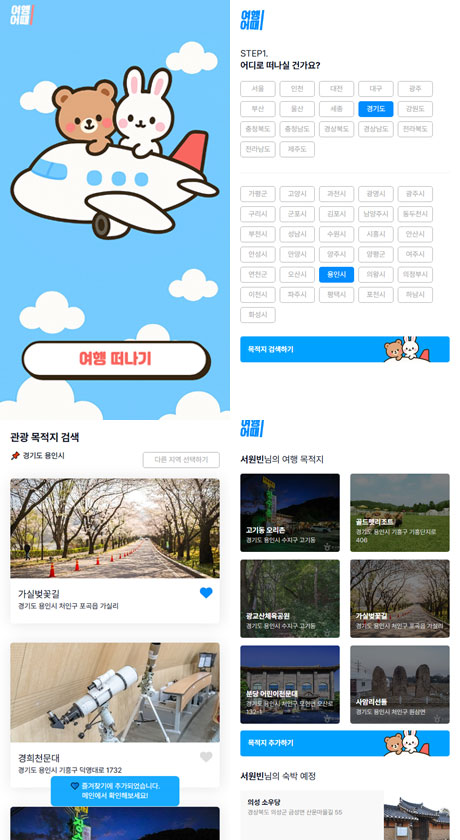 여행
어때
여행 떠나기
여행
어때
STEP1.
어디로 떠나실 건가요?
서울 인천 대전 대구 광주
부산 울산 세종 경기도 강원도
충청북도 충청남도 경상북도 경상남도 전라북도
전라남도 제주도
가평군 고양시 과천시 광명시 광주시
구리시 군포시 김포시 남양주시 동두천시
부천시 성남시 수원시 시흥시 안산시
안성시 안양시 양주시 양평군 여주시
연천군 오산시 용인시 의왕시 의정부시
이천시 파주시 평택시 포천시 하남시
화성시
목적지 검색하기
관광 목적지 검색
경기도 용인시
다른 지역 선택하기
가실벚꽃길
경기도 용인시 처인구 포곡읍 가실리
경희천문대
경기도 용인시 기흥구 덕영대로 1732
즐겨찾기에 추가되었습니다.
메인에서 확인해보세요!
여행
어때
서원빈님의 여행 목적지
고기동 오리촌
경기도 용인시 수지구 고기동
골드훼미리조트
경기도 용인시 기흥구 기흥단지로
408
광교산체육공원
경기도 용인시 수지구 고기동
가실벚꽃길
경기도 용인시 처인구 포곡읍 가실리
분당 어린이천문대
경기도 용인시 처인구 모현면 오산로
132-1
사암리선돌
경기도 용인시 처인구 원삼면
목적지 추가하기
서원빈님의 숙박 예정
의성 소우당
경상북도 의성군 금성면 산운마을길 55